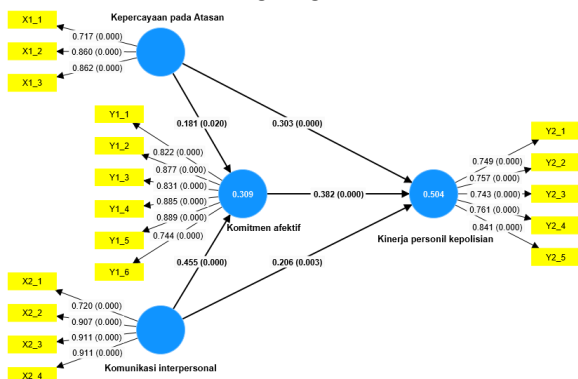 Kepercayaan pada Atasan
X1_1
X1_2
X1_3
0.717 (0.000)
0.860 (0.000)
0.862 (0.000)
0.181 (0.020)
0.303 (0.000)
Y1_1
Y1_2
Y1_3
Y1_4
Y1_5
Y1_6
0.822 (0.000)
0.877 (0.000)
0.831 (0.000)
0.885 (0.000)
0.889 (0.000)
0.744 (0.000)
0.309
Komitmen afektif
0.382 (0.000)
0.504
Kinerja personil kepolisian
Y2_1
Y2_2
Y2_3
Y2_4
Y2_5
0.749 (0.000)
0.757 (0.000)
0.743 (0.000)
0.761 (0.000)
0.841 (0.000)
0.455 (0.000)
0.206 (0.003)
X2_1
X2_2
X2_3
X2_4
0.720 (0.000)
0.907 (0.000)
0.911 (0.000)
0.911 (0.000)
Komunikasi interpersonal